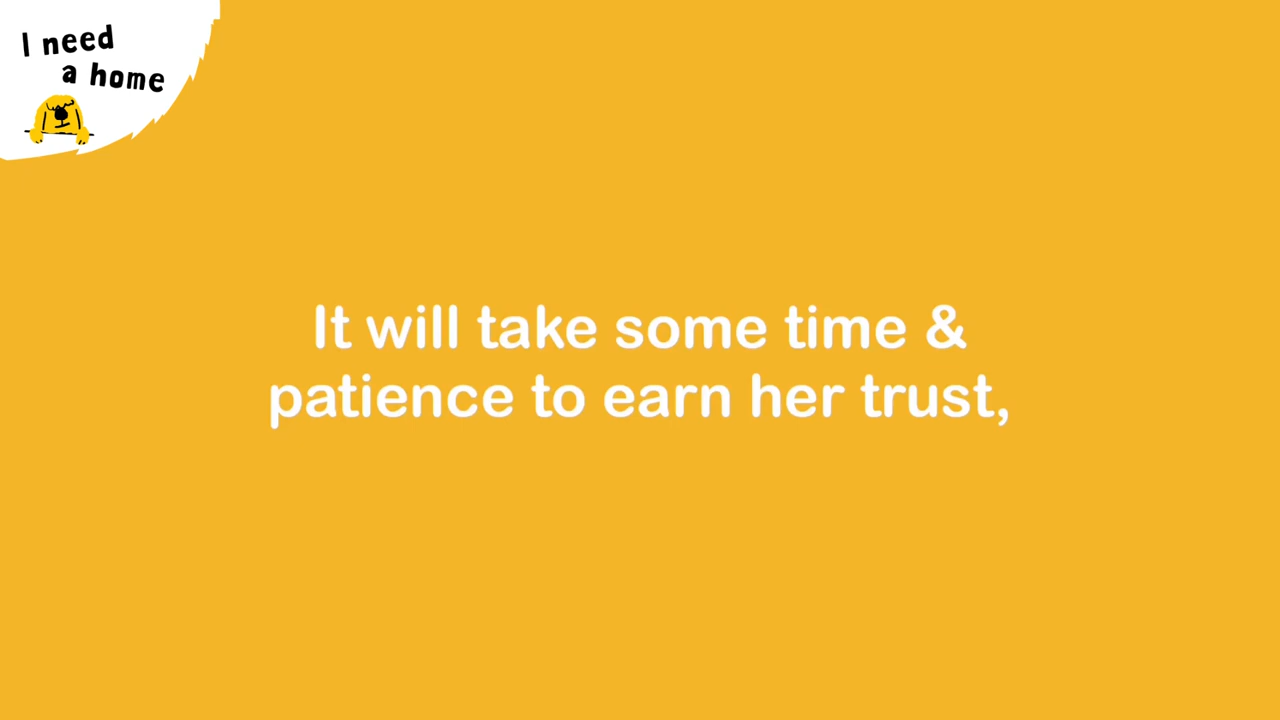 I need
a home
It will take some time &
patience to earn her trust,